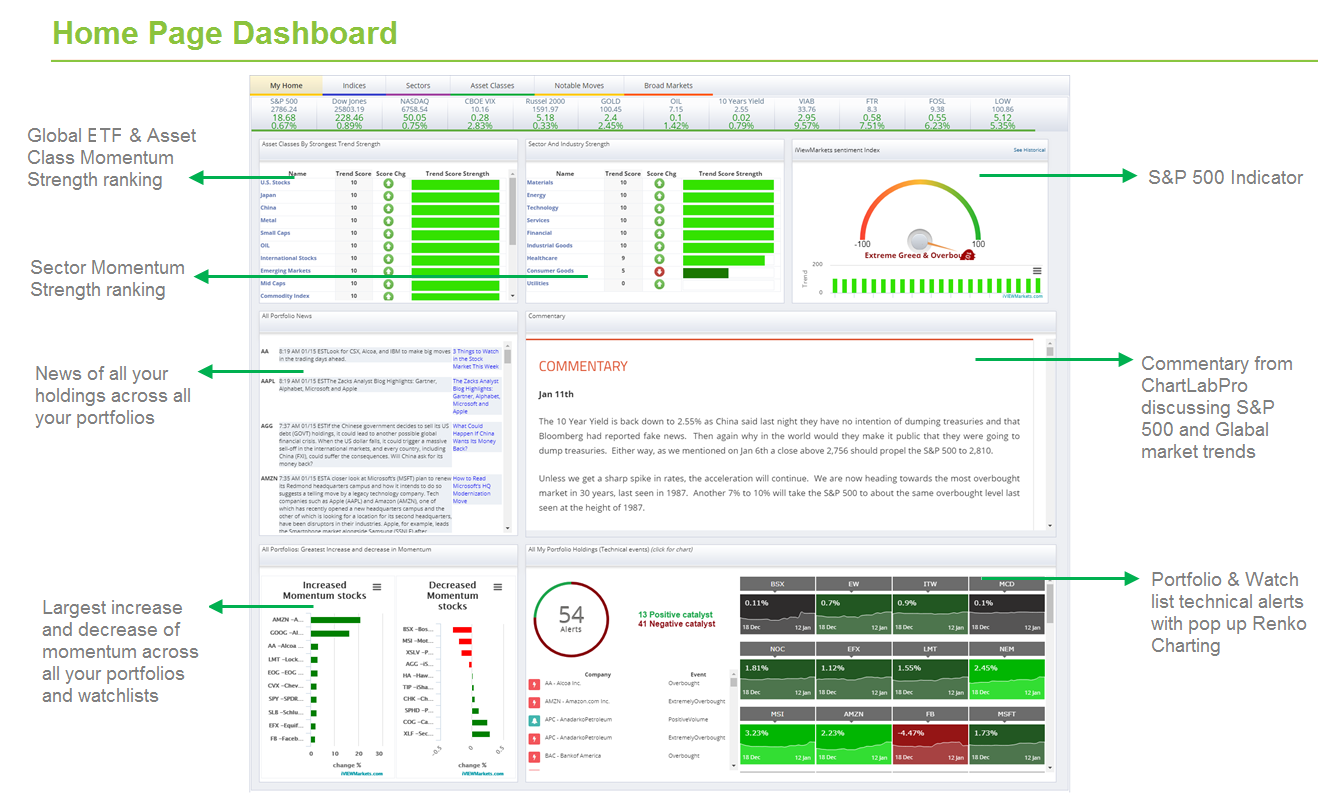 Home Page Dashboard
My Home Indices Sectors Asset Classes Notable Moves Broad Markets
S&P 500 Dow Jones NASDAQ CBOE VIX Russel 2000 GOLD OIL 10 Years Yield VIAB FTR FOSL LOW
2786.24 25803.19 6758.54 10.16 1591.97 100.45 7.15 2.55 33.76 8.3 9.38 100.86
18.68 228.46 50.05 0.28 5.18 2.4 0.1 0.02 2.95 0.58 0.55 5.12
0.67% 0.89% 0.75% 2.83% 0.33% 2.45% 1.42% 0.79% 9.57% 7.51% 6.23% 5.35%
Global ETF & Asset
Class Momentum
Strength ranking
Asset Classes By Strongest Trend Strength
Name Trend Score Score Chg Trend Score Strength
U.S. Stocks 10
Japan 10
China 10
Metal 10
Small Caps 10
OIL 10
International Stocks 10
Emerging Markets 10
Mid Caps 10
Commodity Index 10
Sector And Industry Strength
Name Trend Score Score Chg Trend Score Strength
Materials 10
Energy 10
Technology 10
Services 10
Financial 10
Industrial Goods 10
Healthcare 9
Consumer Goods 5
Utilities 0
iViewMarkets sentiment Index See Historical
-100 100
Extreme Greed & Overbought
200
Trend
0
iVIEWMarkets.com
S&P 500 Indicator
Sector Momentum
Strength ranking
News of all your
holdings across all
your portfolios
All Portfolio News
AA 8:19 AM 01/15 ESTLook for CSX, Alcoa, and IBM to make big moves
in the trading days ahead.
3 Things to Watch
in the Stock
Market This Week
AAPL 8:19 AM 01/15 ESTThe Zacks Analyst Blog Highlights: Gartner,
Alphabet, Microsoft and Apple
The Zacks Analyst
Blog Highlights:
Gartner, Alphabet,
Microsoft and
Apple
AGG 7:37 AM 01/15 ESTIf the Chinese government decides to sell its US
debt (GOVT) holdings, it could lead to another possible global
financial crisis. When the US dollar falls, it could trigger a massive
sell-off in the international markets, and every country, including
China (FXI), could suffer the consequences. Will China ask for its
money back?
What Could
Happen If China
Wants Its Money
Back?
AMZN 7:35 AM 01/15 ESTA closer look at Microsoft's (MSFT) plan to renew
its Redmond headquarters campus and how it intends to do so
suggests a telling move by a legacy technology company. Tech
companies such as Apple (AAPL) and Amazon (AMZN), one of
which has recently opened a new headquarters campus and the
other of which is looking for a location for its second headquarters,
have been disruptors in their industries. Apple, for example, leads
the Smartphone market alongside Samsung (SSNLF) after
How to Read
Microsoft's HQ
Modernization
Move
Commentary
COMMENTARY
Jan 11th
The 10 Year Yield is back down to 2.55% as China said last night they have no intention of dumping treasuries and that
Bloomberg had reported fake news. Then again why in the world would they make it public that they were going to
dump treasuries. Either way, as we mentioned on Jan 6th a close above 2,756 should propel the S&P 500 to 2,810.
Unless we get a sharp spike in rates, the acceleration will continue. We are now heading towards the most overbought
market in 30 years, last seen in 1987. Another 7% to 10% will take the S&P 500 to about the same overbought level last
seen at the height of 1987.
Commentary from
ChartLabPro
discussing S&P
500 and Glabal
market trends
Largest increase
and decrease of
momentum across
all your portfolios
and watchlists
All Portfolios: Greatest Increase and decrease in Momentum
Increased
Momentum stocks
AMZN –A...
GOOG –Al...
AA –Alcoa ...
LMT –Lock...
EOG –EOG ...
CVX –Chev...
SPY –SPDR...
SLB –Schlu...
EFX –Equif...
FB –Faceb...
0 10 20 30
change %
iVIEWMarkets.com
Decreased
Momentum
stocks
BSX –Bos...
MSI –Mot...
XSLV –P...
AGG –iS...
HA –Haw...
TIP –iSha...
CHK –Ch...
SPHD –P...
COG –Ca...
XLF –Sec...
-0.5 0 0.5
change %
iVIEWMarkets.com
All My Portfolio Holdings (Technical events) (click for chart)
54
Alerts
13 Positive catalyst
41 Negative catalyst
Company Event
AA - Alcoa Inc. Overbought
AMZN - Amazon.com Inc. ExtremelyOverbought
APC - AnadarkoPetroleum PositiveVolume
APC - AnadarkoPetroleum ExtremelyOverbought
BAC - Bankof America Overbought
BSX EW ITW MCD
0.11% 0.7% 0.9% 0.1%
18 Dec 12 Jan 18 Dec 12 Jan 18 Dec 12 Jan 18 Dec 12 Jan
NOC EFX LMT NEM
1.81% 1.12% 1.55% 2.45%
18 Dec 12 Jan 18 Dec 12 Jan 18 Dec 12 Jan 18 Dec 12 Jan
MSI AMZN FB MSFT
3.23% 2.23% -4.47% 1.73%
18 Dec 12 Jan 18 Dec 12 Jan 18 Dec 12 Jan 18 Dec 12 Jan
Portfolio & Watch
list technical alerts
with pop up Renko
Charting